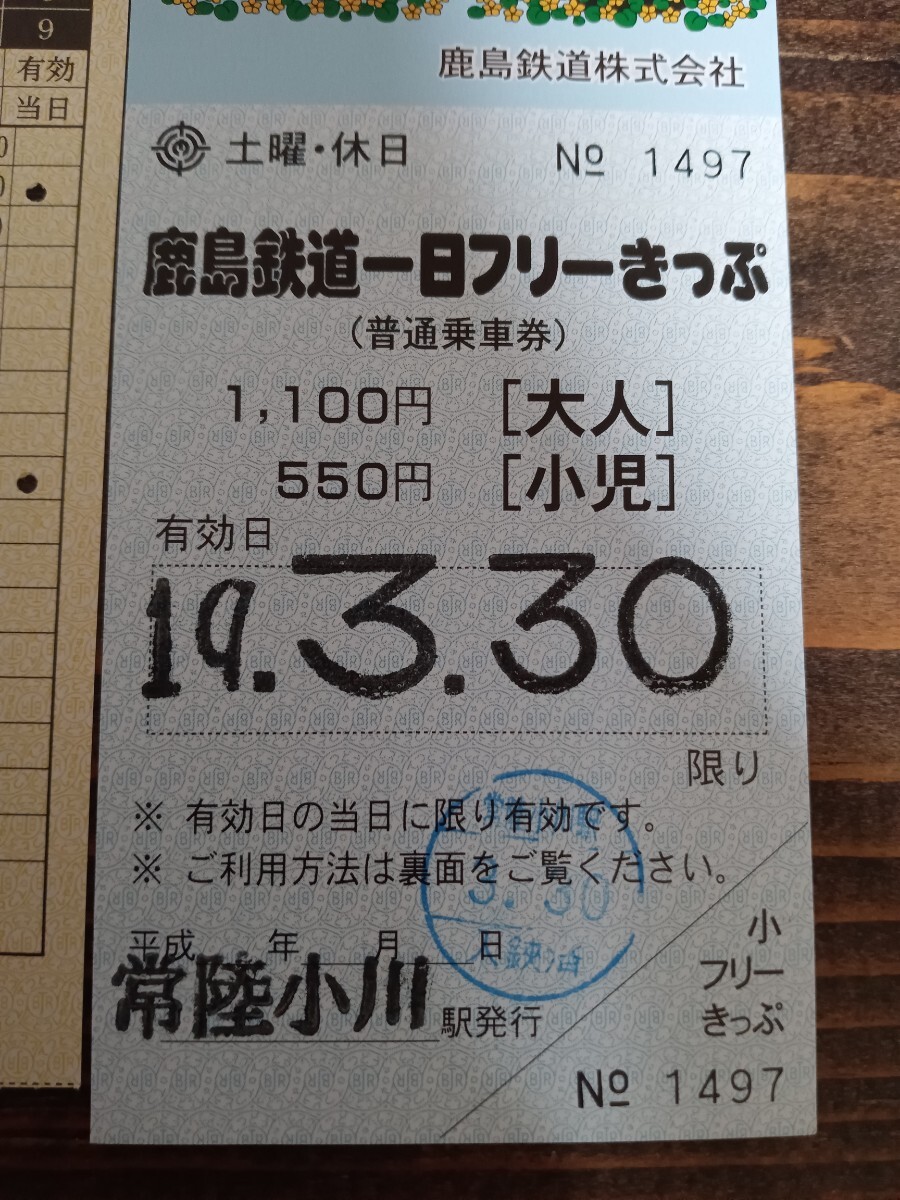 9
有効
当日
鹿島鉄道株式会社
土曜・休日 № 1497
鹿島鉄道一日フリーきっぷ
(普通乗車券)
1,100円 [大人]
550円 [小児]
有効日
19.3.30
限り
※ 有効日の当日に限り有効です。
※ ご利用方法は裏面をご覧ください。
3.30
平成 年 月 日
常陸小川駅発行
小
フリー
きっぷ
№ 1497